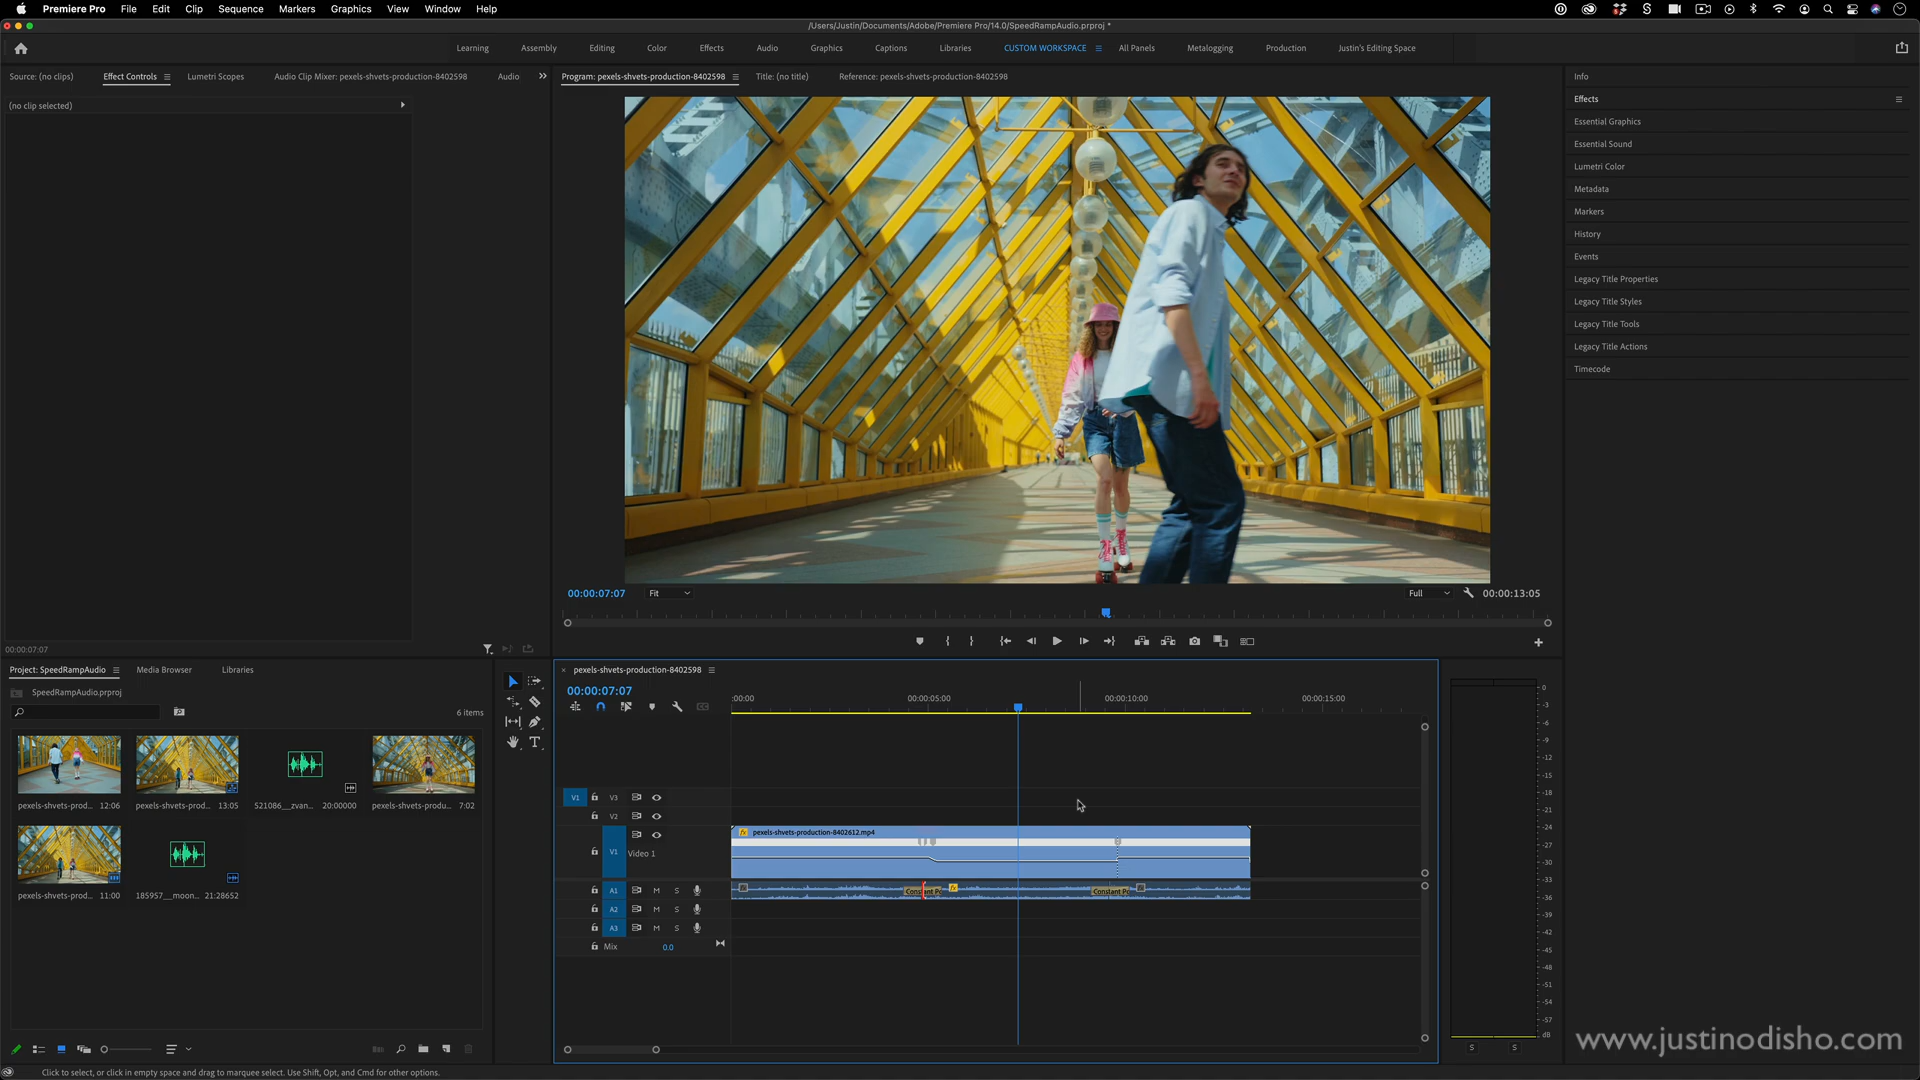 Premiere Pro File Edit Clip Sequence Markers Graphics View Window Help
/Users/Justin/Documents/Adobe/Premiere Pro/14.0/SpeedRampAudio.prproj *
Learning Assembly Editing Color Effects Audio Graphics Captions Libraries CUSTOM WORKSPACE All Panels Metalogging Production Justin's Editing Space
Source: (no clips) Effect Controls Lumetri Scopes Audio Clip Mixer: pexels-shvets-production-8402598 Audio
Program: pexels-shvets-production-8402598 Title: (no title) Reference: pexels-shvets-production-8402598
Info
(no clip selected)
Effects
Essential Graphics
Essential Sound
Lumetri Color
Metadata
Markers
History
Events
Legacy Title Properties
Legacy Title Styles
Legacy Title Tools
Legacy Title Actions
Timecode
00:00:07:07 Fit Full 00:00:13:05
00:00:07:07
Project: SpeedRampAudio Media Browser Libraries
SpeedRampAudio.prproj
6 items
pexels-shvets-prod... 12:06
pexels-shvets-prod... 13:05
521086__zvan... 20:00000
pexels-shvets-produ... 7:02
pexels-shvets-prod... 11:00
185957__moon... 21:28652
× pexels-shvets-production-8402598
00:00:07:07
:00:00 00:00:05:00 00:00:10:00 00:00:15:00
V1 V3
V2
pexels-shvets-production-8402612.mp4
V1 Video 1
A1 M S Constant Po Constant Po
A2 M S
A3 M S
Mix 0.0
0
-3
-6
-9
-12
-15
-18
-21
-24
-27
-30
-33
-36
-39
-42
-45
-48
-51
-54
-57
dB
S S
www.justinodisho.com
Click to select, or click in empty space and drag to marquee select. Use Shift, Opt, and Cmd for other options.